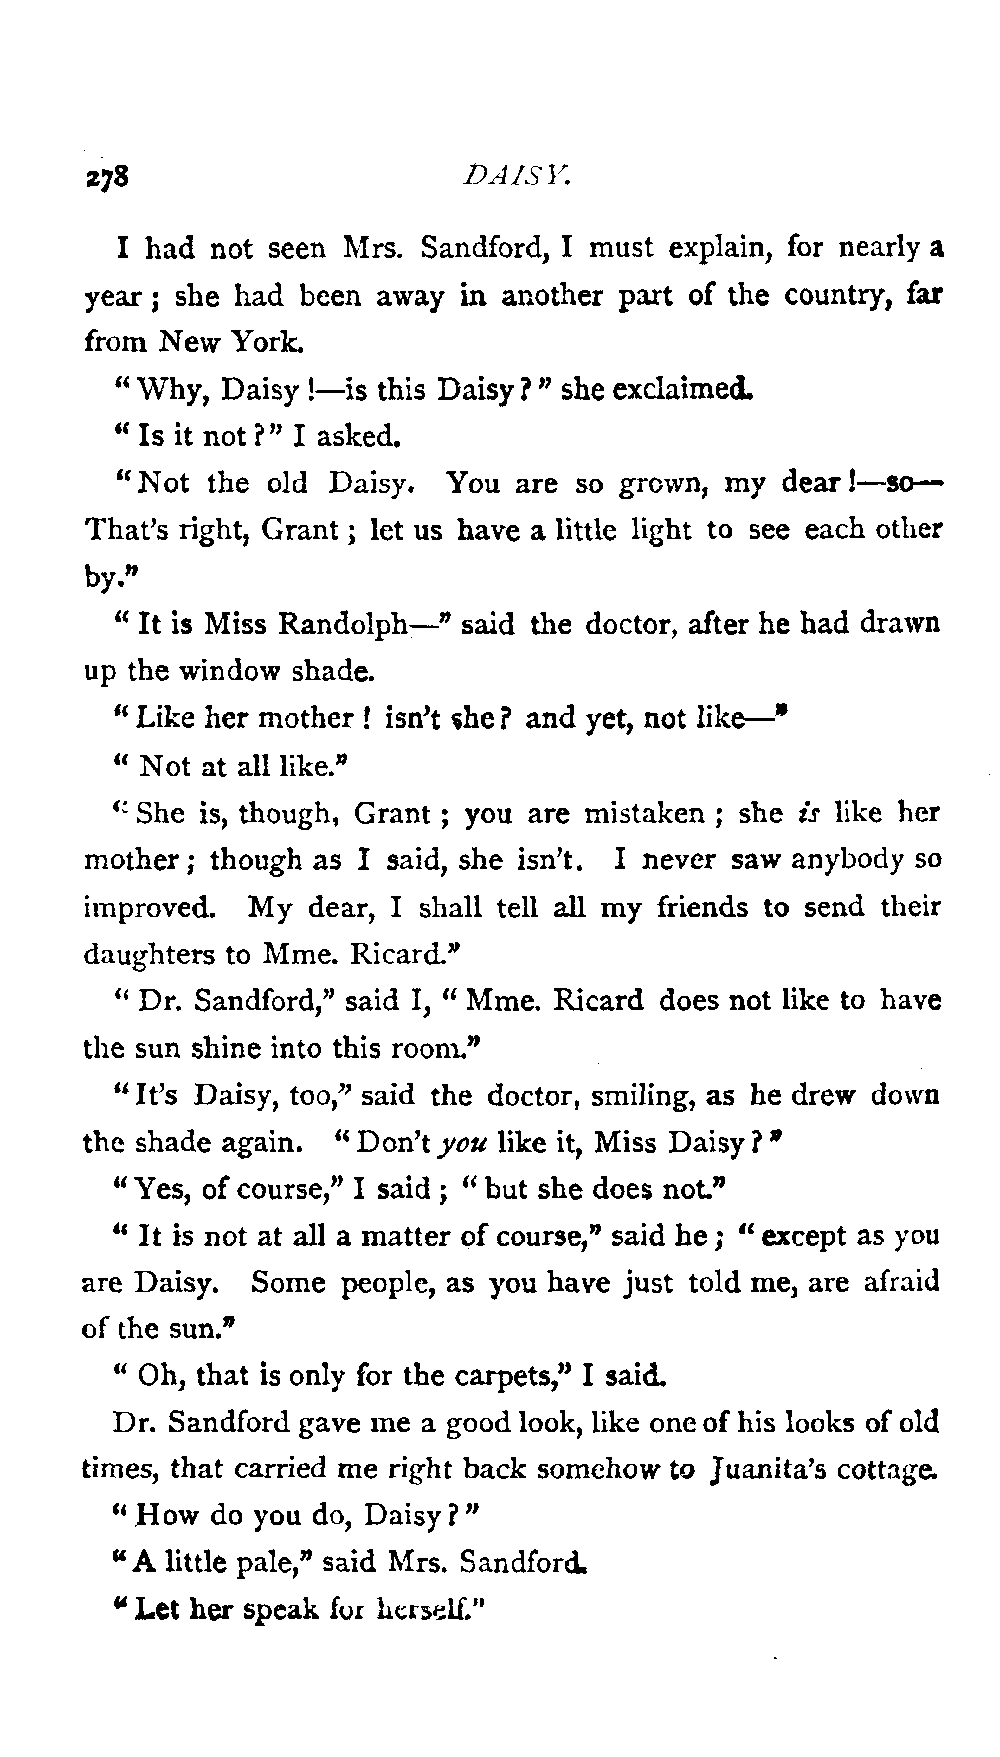 278 DAISY.
I had not seen Mrs. Sandford, I must explain, for nearly a
year; she had been away in another part of the country, far
from New York.
"Why, Daisy!—is this Daisy?" she exclaimed.
"Is it not?" I asked.
"Not the old Daisy. You are so grown, my dear!—so—
That's right, Grant; let us have a little light to see each other
by."
"It is Miss Randolph—" said the doctor, after he had drawn
up the window shade.
"Like her mother! isn't she? and yet, not like—"
"Not at all like."
"She is, though, Grant; you are mistaken; she is like her
mother; though as I said, she isn't. I never saw anybody so
improved. My dear, I shall tell all my friends to send their
daughters to Mme. Ricard."
"Dr. Sandford," said I, "Mme. Ricard does not like to have
the sun shine into this room."
"It's Daisy, too," said the doctor, smiling, as he drew down
the shade again. "Don't you like it, Miss Daisy?"
"Yes, of course," I said; "but she does not."
"It is not at all a matter of course," said he; "except as you
are Daisy. Some people, as you have just told me, are afraid
of the sun."
"Oh, that is only for the carpets," I said.
Dr. Sandford gave me a good look, like one of his looks of old
times, that carried me right back somehow to Juanita's cottage.
"How do you do, Daisy?"
"A little pale," said Mrs. Sandford.
"Let her speak for herself."